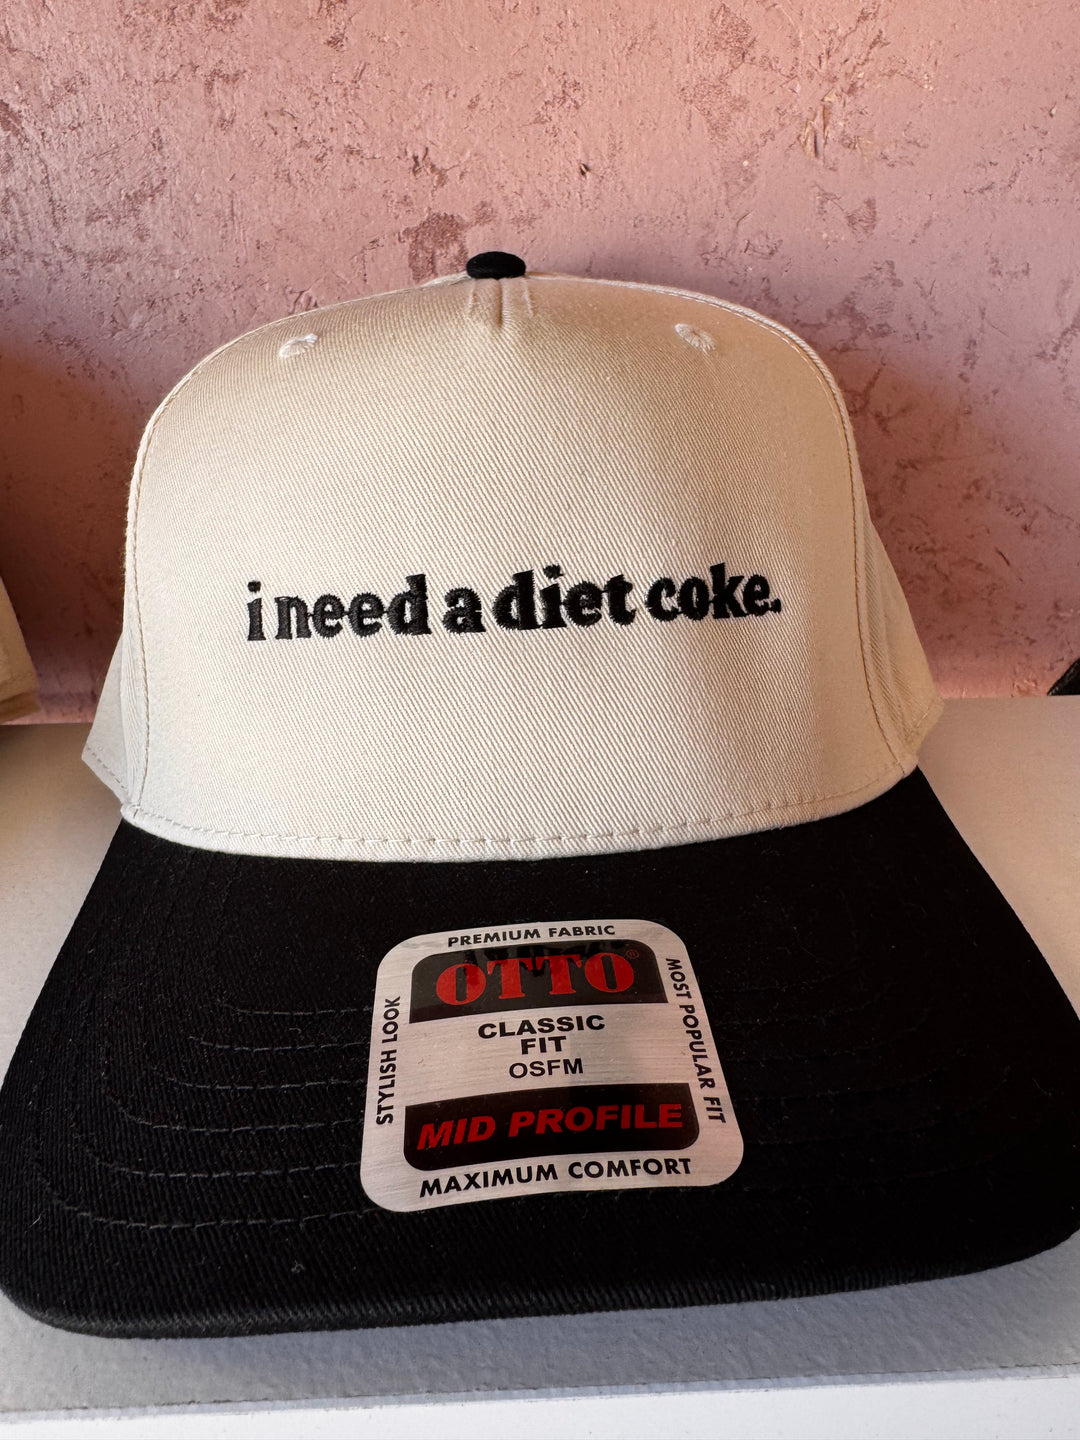 i need a diet coke.
PREMIUM FABRIC
OTTO®
CLASSIC
FIT
OSFM
MID PROFILE
MAXIMUM COMFORT
STYLISH LOOK
MOST POPULAR FIT